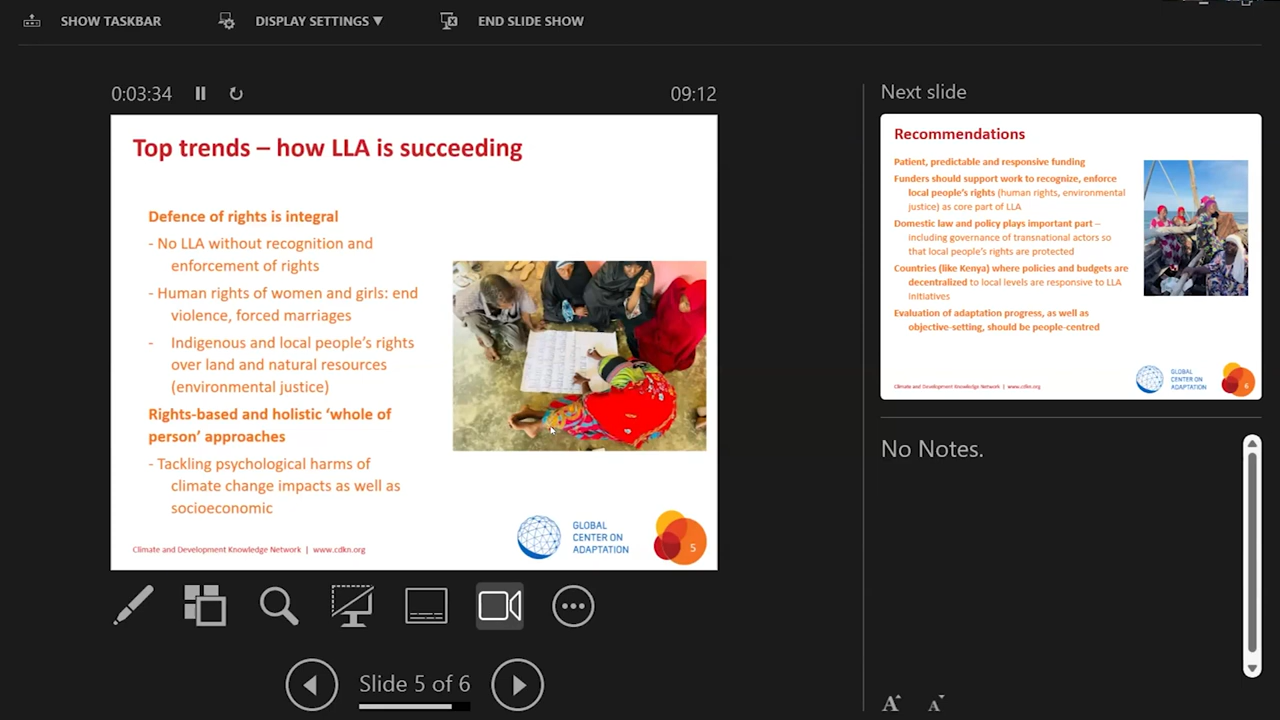 SHOW TASKBAR
DISPLAY SETTINGS ▼
END SLIDE SHOW
0:03:34
09:12
Top trends – how LLA is succeeding
Defence of rights is integral
- No LLA without recognition and
enforcement of rights
- Human rights of women and girls: end
violence, forced marriages
- Indigenous and local people's rights
over land and natural resources
(environmental justice)
Rights-based and holistic 'whole of
person' approaches
- Tackling psychological harms of
climate change impacts as well as
socioeconomic
Climate and Development Knowledge Network | www.cdkn.org
GLOBAL
CENTER ON
ADAPTATION
5
Slide 5 of 6
Next slide
Recommendations
Patient, predictable and responsive funding
Funders should support work to recognize, enforce
local people's rights (human rights, environmental
justice) as core part of LLA
Domestic law and policy plays important part –
including governance of transnational actors so
that local people's rights are protected
Countries (like Kenya) where policies and budgets are
decentralized to local levels are responsive to LLA
initiatives
Evaluation of adaptation progress, as well as
objective-setting, should be people-centred
Climate and Development Knowledge Network | www.cdkn.org
GLOBAL
CENTER ON
ADAPTATION
6
No Notes.
A A